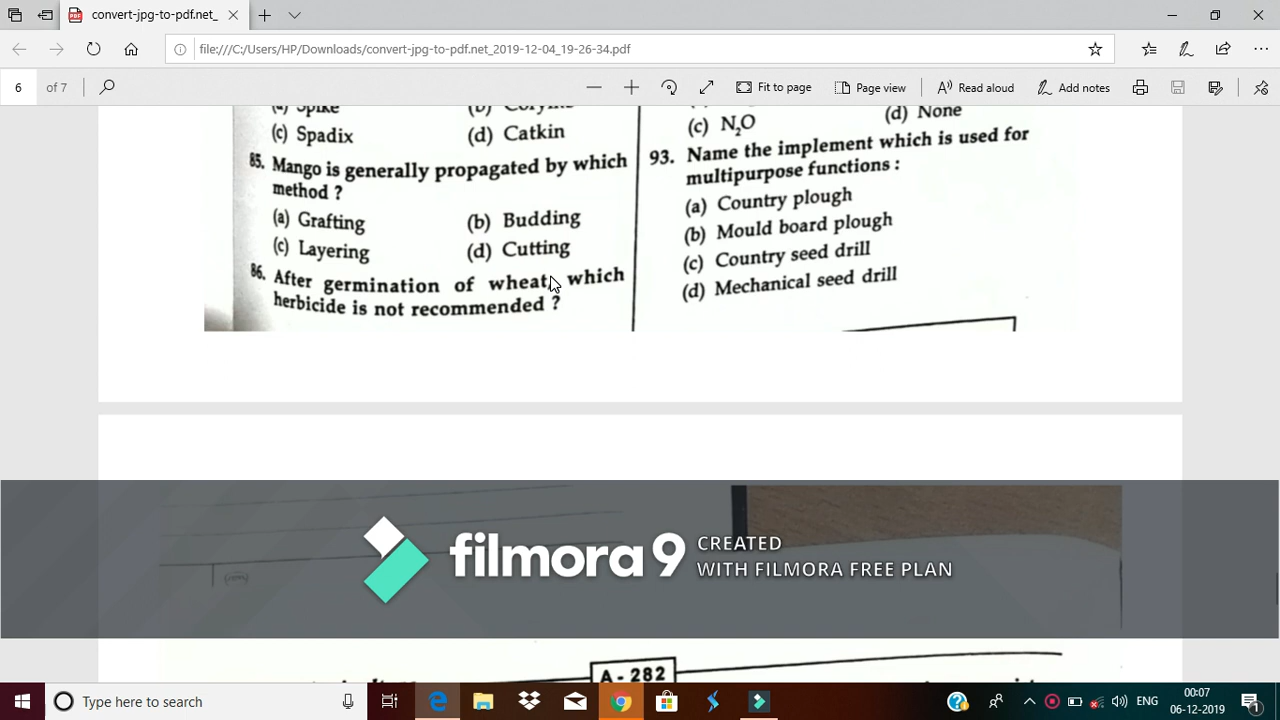 convert-jpg-to-pdf.net_
file:///C:/Users/HP/Downloads/convert-jpg-to-pdf.net_2019-12-04_19-26-34.pdf
6 of 7
Fit to page
Page view
Read aloud
Add notes
(a) Spike
(c) Spadix
(d) Catkin
85. Mango is generally propagated by which
method ?
(a) Grafting (b) Budding
(c) Layering (d) Cutting
86. After germination of wheat, which
herbicide is not recommended ?
(c) N₂O
(d) None
93. Name the implement which is used for
multipurpose functions :
(a) Country plough
(b) Mould board plough
(c) Country seed drill
(d) Mechanical seed drill
filmora 9
CREATED
WITH FILMORA FREE PLAN
A - 282
Type here to search
ENG
00:07
06-12-2019
1